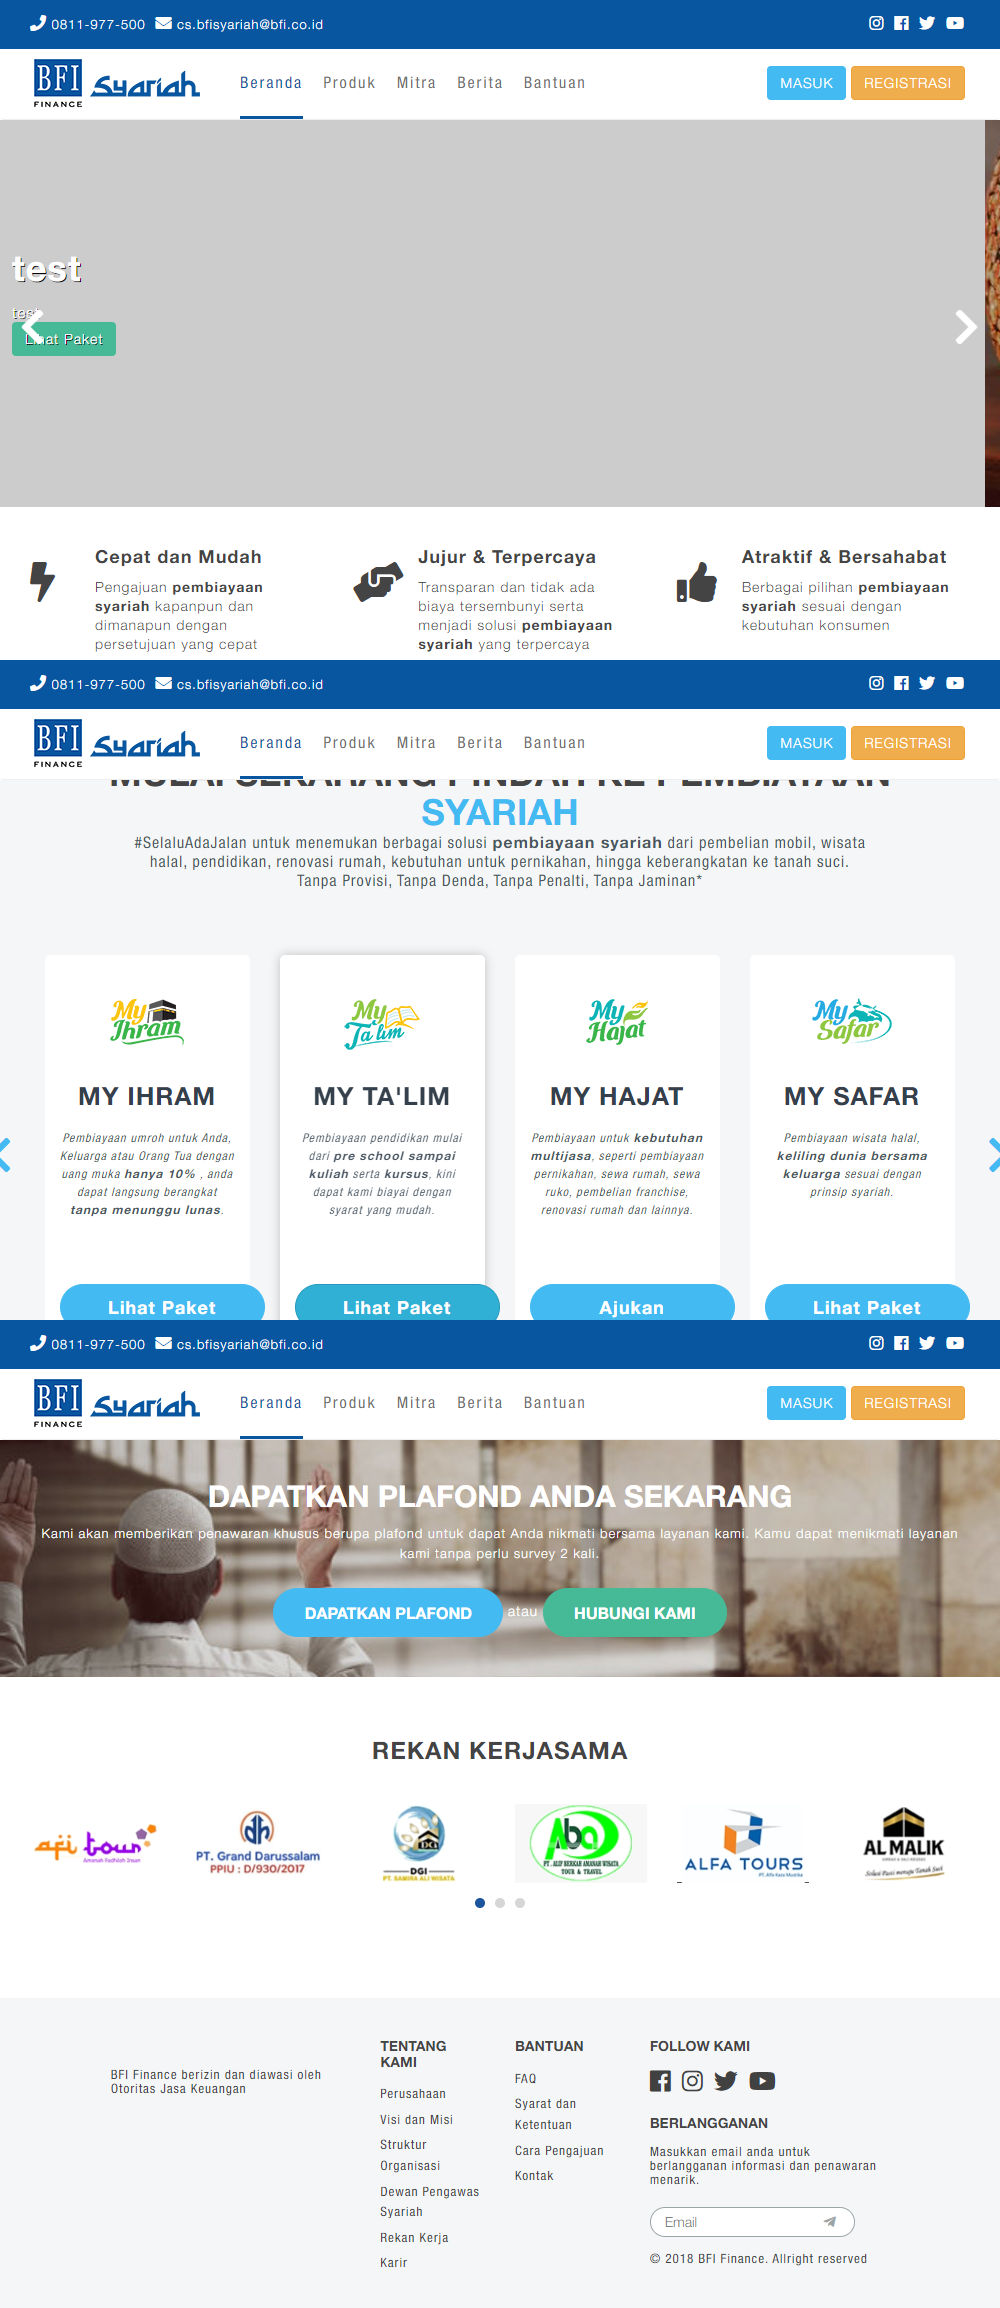 0811-977-500 cs.bfisyariah@bfi.co.id
BFI FINANCE Syariah Beranda Produk Mitra Berita Bantuan MASUK REGISTRASI
test
test
Lihat Paket
Cepat dan Mudah
Pengajuan pembiayaan
syariah kapanpun dan
dimanapun dengan
persetujuan yang cepat
Jujur & Terpercaya
Transparan dan tidak ada
biaya tersembunyi serta
menjadi solusi pembiayaan
syariah yang terpercaya
Atraktif & Bersahabat
Berbagai pilihan pembiayaan
syariah sesuai dengan
kebutuhan konsumen
0811-977-500 cs.bfisyariah@bfi.co.id
BFI FINANCE Syariah Beranda Produk Mitra Berita Bantuan MASUK REGISTRASI
MULAI SEKARANG PINDAH KE PEMBIAYAAN
SYARIAH
#SelaluAdaJalan untuk menemukan berbagai solusi pembiayaan syariah dari pembelian mobil, wisata
halal, pendidikan, renovasi rumah, kebutuhan untuk pernikahan, hingga keberangkatan ke tanah suci.
Tanpa Provisi, Tanpa Denda, Tanpa Penalti, Tanpa Jaminan*
My Ihram
MY IHRAM
Pembiayaan umroh untuk Anda,
Keluarga atau Orang Tua dengan
uang muka hanya 10% , anda
dapat langsung berangkat
tanpa menunggu lunas.
Lihat Paket
My Ta'lim
MY TA'LIM
Pembiayaan pendidikan mulai
dari pre school sampai
kuliah serta kursus, kini
dapat kami biayai dengan
syarat yang mudah.
Lihat Paket
My Hajat
MY HAJAT
Pembiayaan untuk kebutuhan
multijasa, seperti pembiayaan
pernikahan, sewa rumah, sewa
ruko, pembelian franchise,
renovasi rumah dan lainnya.
Ajukan
My Safar
MY SAFAR
Pembiayaan wisata halal,
keliling dunia bersama
keluarga sesuai dengan
prinsip syariah.
Lihat Paket
0811-977-500 cs.bfisyariah@bfi.co.id
BFI FINANCE Syariah Beranda Produk Mitra Berita Bantuan MASUK REGISTRASI
DAPATKAN PLAFOND ANDA SEKARANG
Kami akan memberikan penawaran khusus berupa plafond untuk dapat Anda nikmati bersama layanan kami. Kamu dapat menikmati layanan
kami tanpa perlu survey 2 kali.
DAPATKAN PLAFOND atau HUBUNGI KAMI
REKAN KERJASAMA
PT. Grand Darussalam
PPIU : D/930/2017
DGI
PT. SAMIRA ALI WISATA
Aba
PT. ALIF BERKAH AMANAH WISATA
TOUR & TRAVEL
ALFA TOURS
AL MALIK
BFI Finance berizin dan diawasi oleh
Otoritas Jasa Keuangan
TENTANG
KAMI
Perusahaan
Visi dan Misi
Struktur
Organisasi
Dewan Pengawas
Syariah
Rekan Kerja
Karir
BANTUAN
FAQ
Syarat dan
Ketentuan
Cara Pengajuan
Kontak
FOLLOW KAMI
BERLANGGANAN
Masukkan email anda untuk
berlangganan informasi dan penawaran
menarik.
Email
© 2018 BFI Finance. Allright reserved